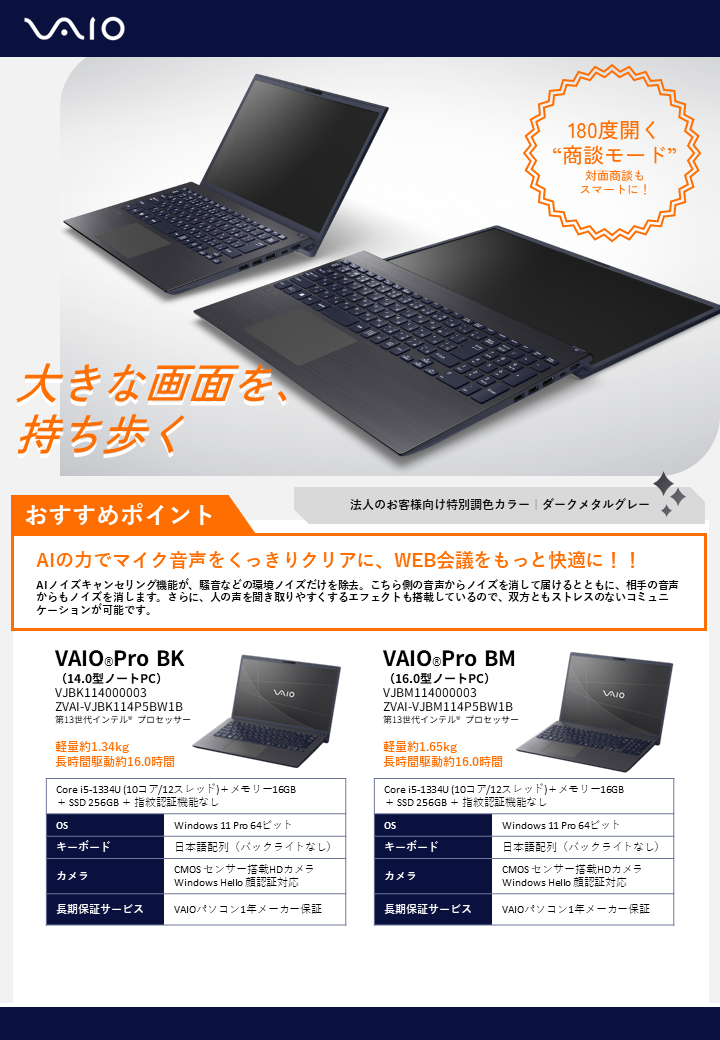 VAIO
180度開く
“商談モード”
対面商談も
スマートに！
大きな画面を、
持ち歩く
法人のお客様向け特別調色カラー｜ダークメタルグレー
おすすめポイント
AIの力でマイク音声をくっきりクリアに、WEB会議をもっと快適に！！
AIノイズキャンセリング機能が、騒音などの環境ノイズだけを除去。こちら側の音声からノイズを消して届けるとともに、相手の音声
からもノイズを消します。さらに、人の声を聞き取りやすくするエフェクトも搭載しているので、双方ともストレスのないコミュニ
ケーションが可能です。
VAIO®Pro BK
（14.0型ノートPC）
VJBK114000003
ZVAI-VJBK114P5BW1B
第13世代インテル® プロセッサー
軽量約1.34kg
長時間駆動約16.0時間
VAIO
Core i5-1334U (10コア/12スレッド)＋メモリー16GB
＋ SSD 256GB ＋ 指紋認証機能なし
OS Windows 11 Pro 64ビット
キーボード 日本語配列（バックライトなし）
カメラ CMOS センサー搭載HDカメラ
Windows Hello 顔認証対応
長期保証サービス VAIOパソコン1年メーカー保証
VAIO®Pro BM
（16.0型ノートPC）
VJBM114000003
ZVAI-VJBM114P5BW1B
第13世代インテル® プロセッサー
軽量約1.65kg
長時間駆動約16.0時間
VAIO
Core i5-1334U (10コア/12スレッド)＋メモリー16GB
＋ SSD 256GB ＋ 指紋認証機能なし
OS Windows 11 Pro 64ビット
キーボード 日本語配列（バックライトなし）
カメラ CMOS センサー搭載HDカメラ
Windows Hello 顔認証対応
長期保証サービス VAIOパソコン1年メーカー保証